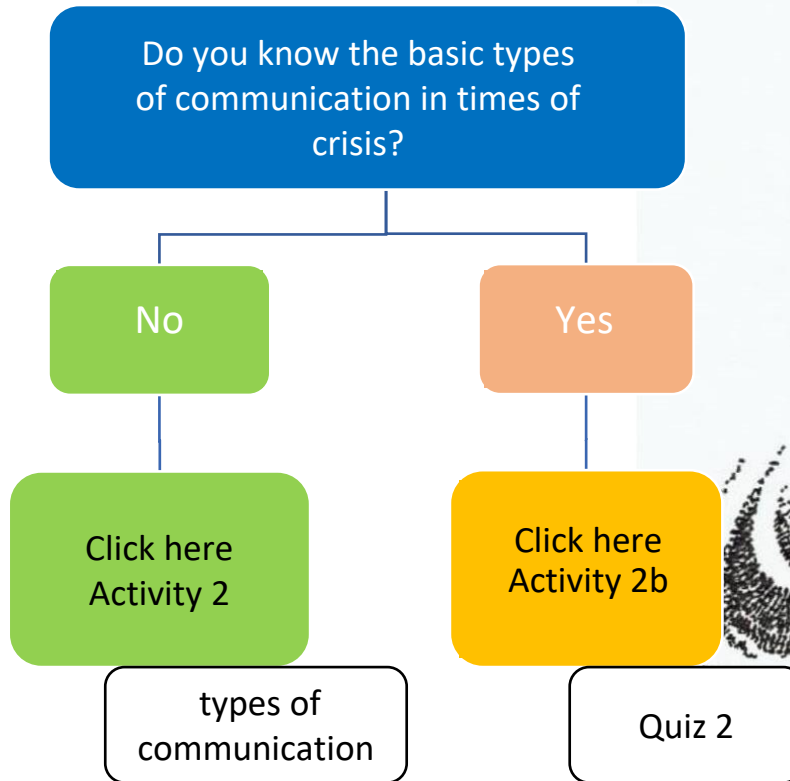 Do you know the basic types
of communication in times of
crisis?
No
Yes
Click here
Activity 2
Click here
Activity 2b
types of
communication
Quiz 2